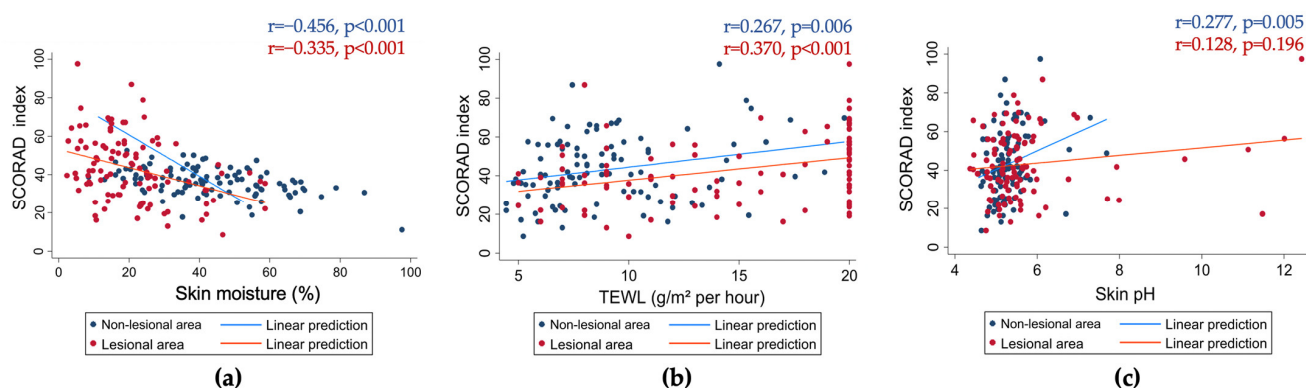 r=−0.456, p<0.001
r=−0.335, p<0.001
SCORAD index
0
20
40
60
80
100
0 20 40 60 80 100
Skin moisture (%)
Non-lesional area Linear prediction
Lesional area Linear prediction
(a)
r=0.267, p=0.006
r=0.370, p<0.001
SCORAD index
0
20
40
60
80
100
5 10 15 20
TEWL (g/m² per hour)
Non-lesional area Linear prediction
Lesional area Linear prediction
(b)
r=0.277, p=0.005
r=0.128, p=0.196
SCORAD index
0
20
40
60
80
100
4 6 8 10 12
Skin pH
Non-lesional area Linear prediction
Lesional area Linear prediction
(c)